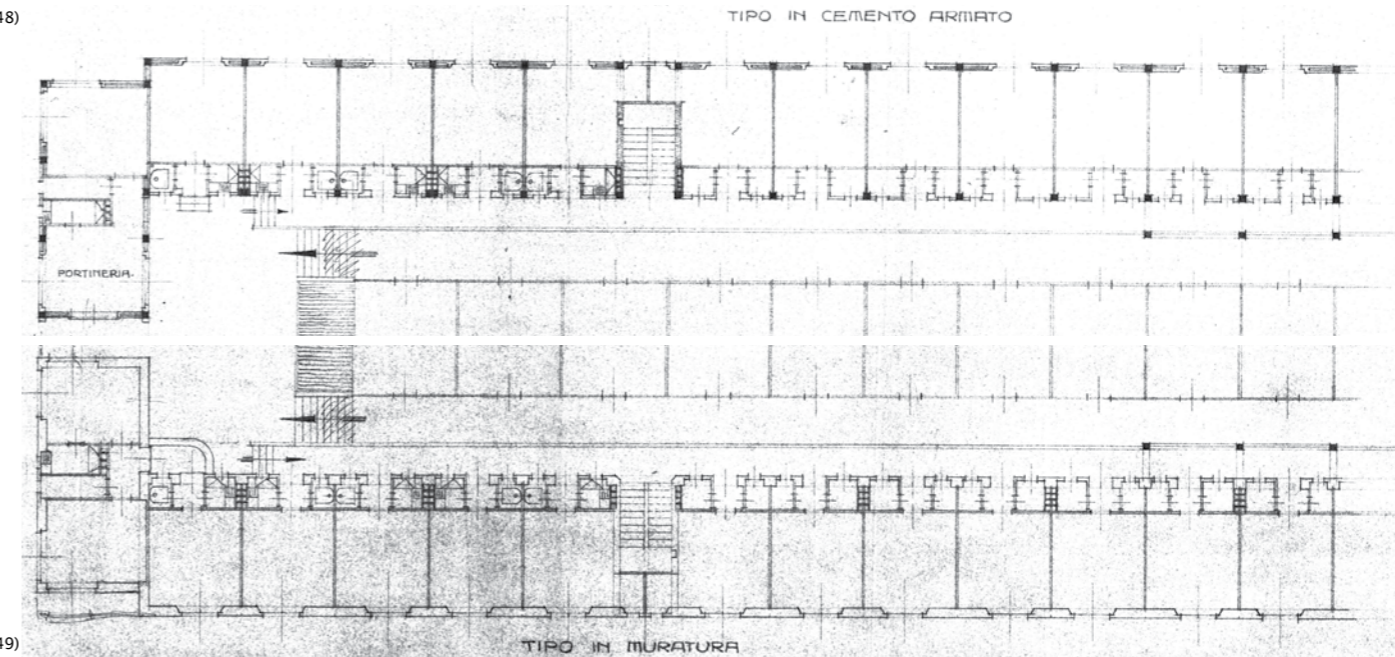 48)
TIPO IN CEMENTO ARMATO
PORTINERIA.
49)
TIPO IN MURATURA